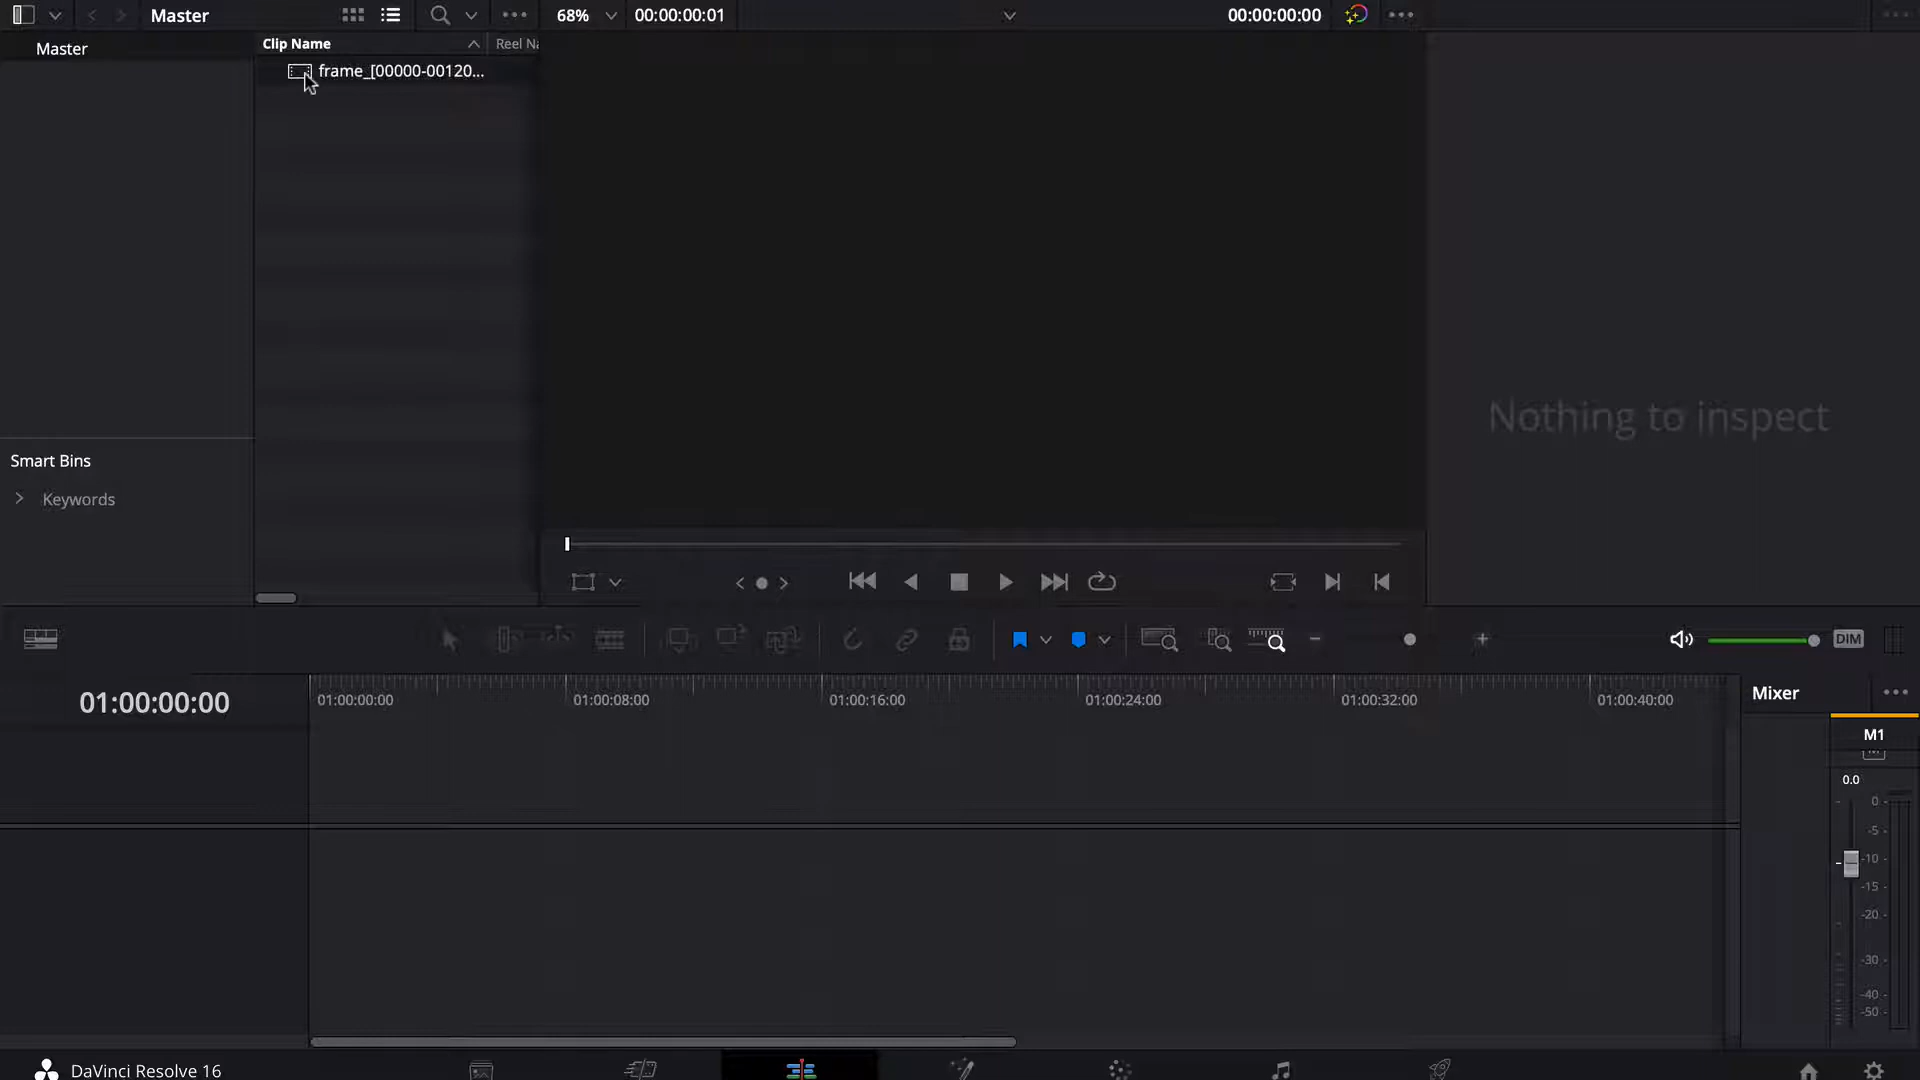 Master
68%
00:00:00:01
00:00:00:00
Master
Clip Name
Reel Na
frame_[00000-00120...
Nothing to inspect
Smart Bins
Keywords
DIM
01:00:00:00
01:00:00:00
01:00:08:00
01:00:16:00
01:00:24:00
01:00:32:00
01:00:40:00
Mixer
M1
0.0
0
-5
-10
-15
-20
-30
-40
-50
DaVinci Resolve 16